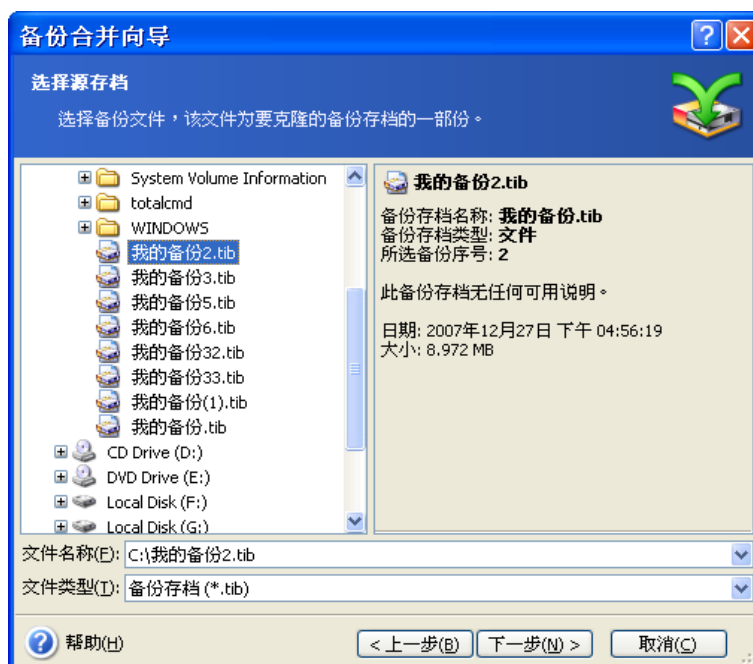 备份合并向导
选择源存档
选择备份文件，该文件为要克隆的备份存档的一部份。
System Volume Information
totalcmd
WINDOWS
我的备份2.tib
我的备份3.tib
我的备份5.tib
我的备份6.tib
我的备份32.tib
我的备份33.tib
我的备份(1).tib
我的备份.tib
CD Drive (D:)
DVD Drive (E:)
Local Disk (F:)
Local Disk (G:)
我的备份2.tib
备份存档名称: 我的备份.tib
备份存档类型: 文件
所选备份序号: 2
此备份存档无任何可用说明。
日期: 2007年12月27日 下午 04:56:19
大小: 8.972 MB
文件名称(F): C:\我的备份2.tib
文件类型(T): 备份存档 (*.tib)
帮助(H)
< 上一步(B)
下一步(N) >
取消(C)